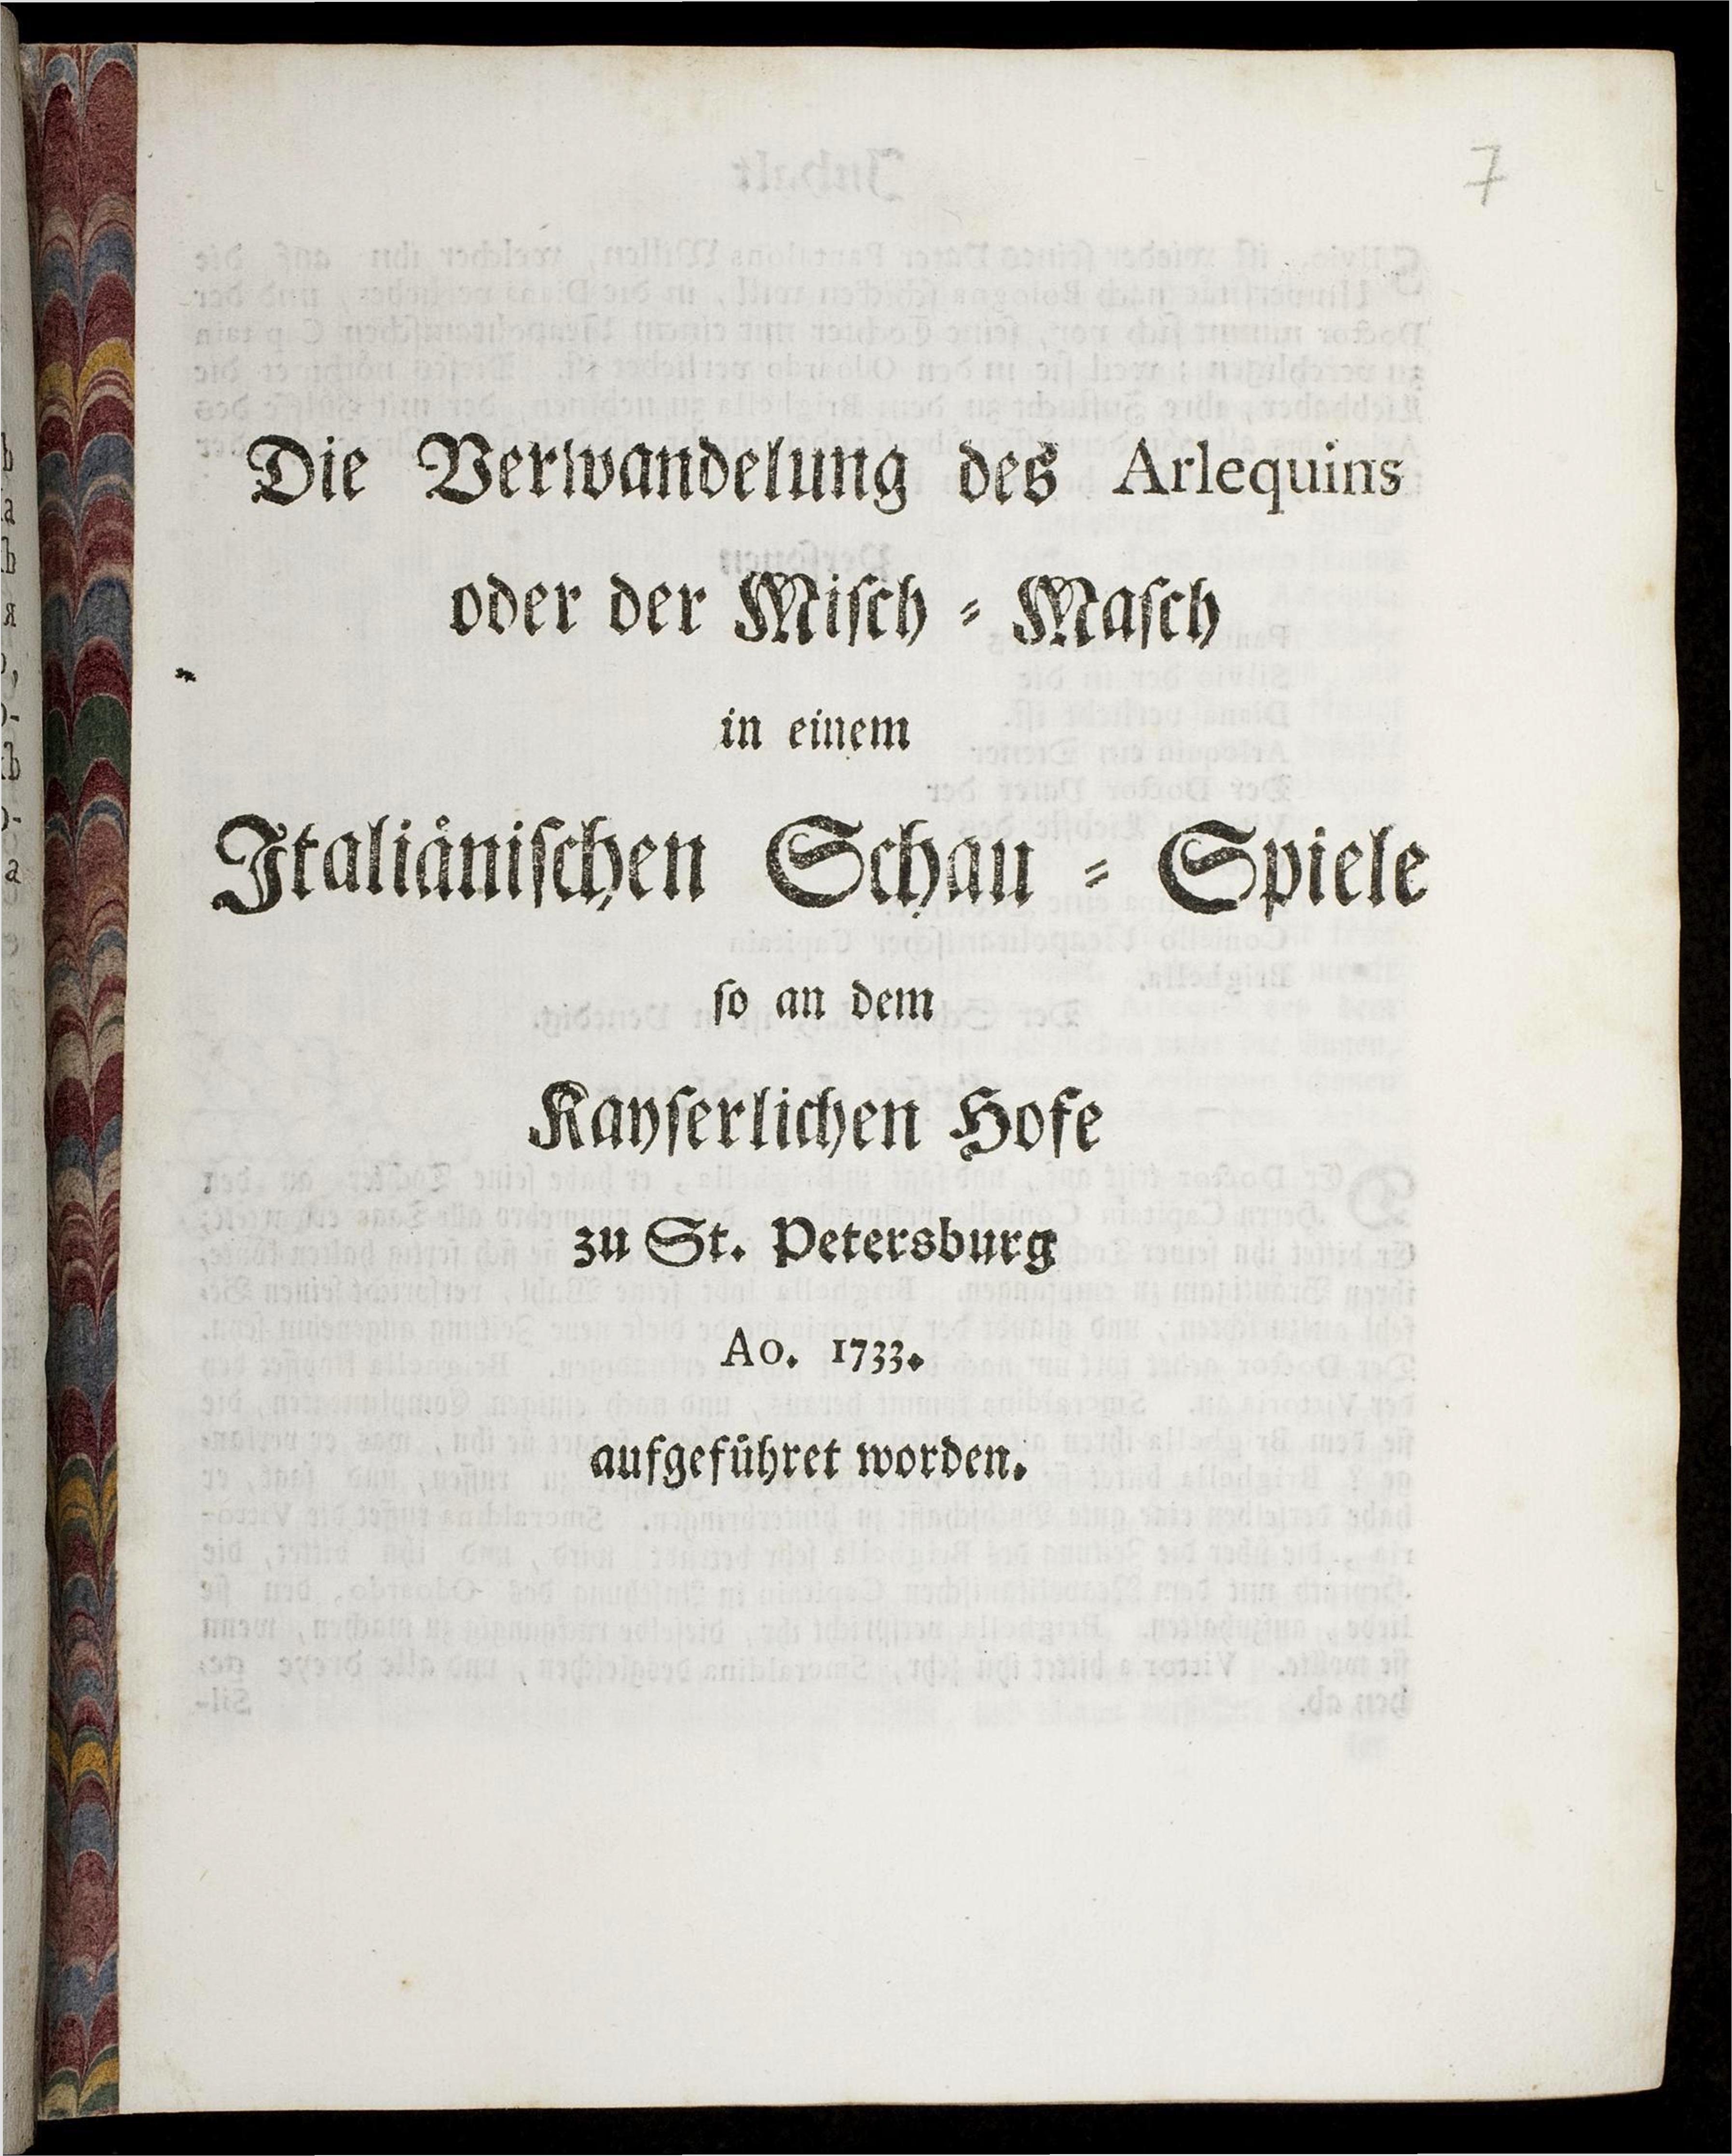 7
Die Verwandelung des Arlequins
oder der Misch-Masch
in einem
Italiänischen Schau-Spiele
so an dem
Kayserlichen Hofe
zu St. Petersburg
Ao. 1733.
aufgeführet worden.